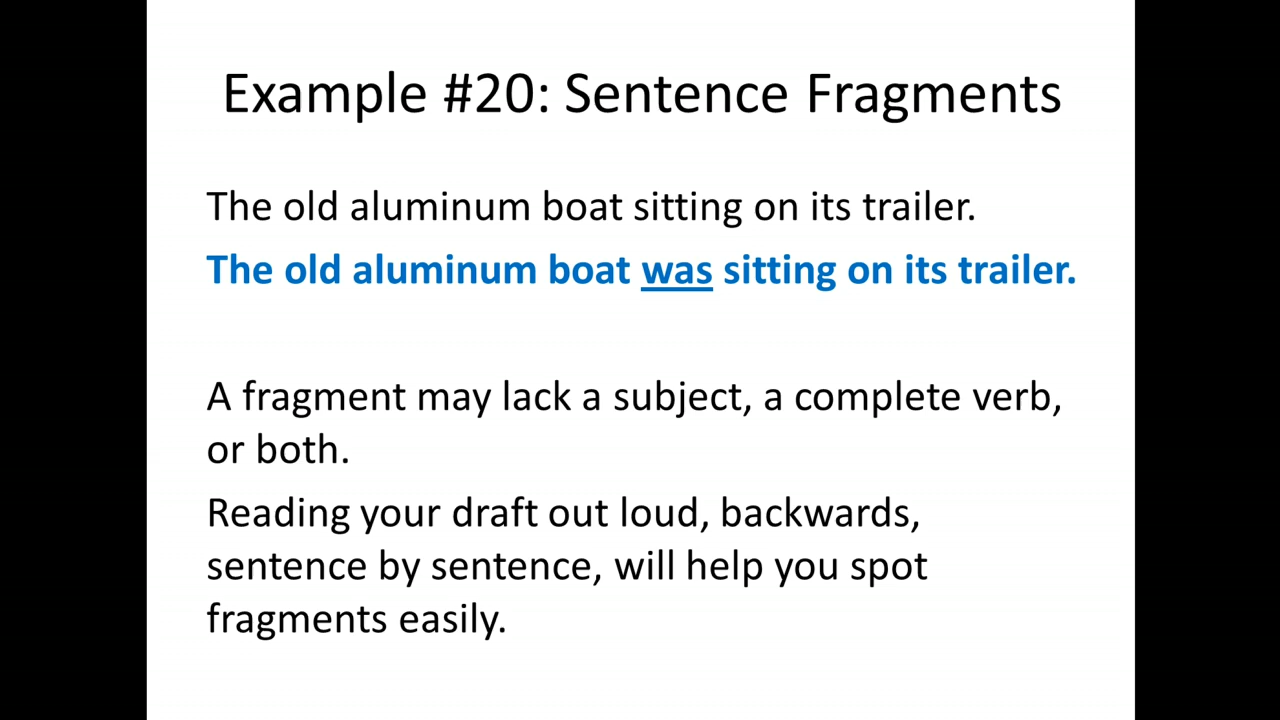 Example #20: Sentence Fragments
The old aluminum boat sitting on its trailer.
The old aluminum boat was sitting on its trailer.
A fragment may lack a subject, a complete verb,
or both.
Reading your draft out loud, backwards,
sentence by sentence, will help you spot
fragments easily.